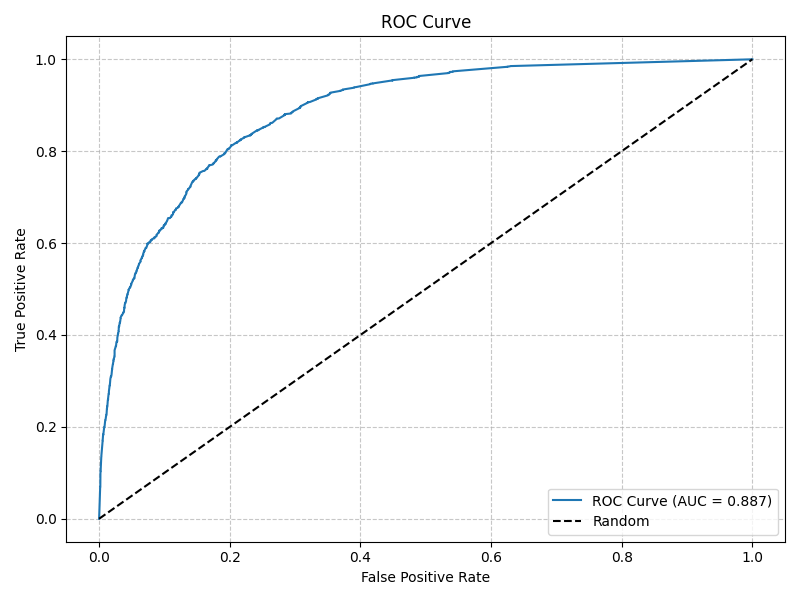 ROC Curve
1.0
0.8
0.6
0.4
0.2
0.0
True Positive Rate
0.0 0.2 0.4 0.6 0.8 1.0
False Positive Rate
ROC Curve (AUC = 0.887)
Random